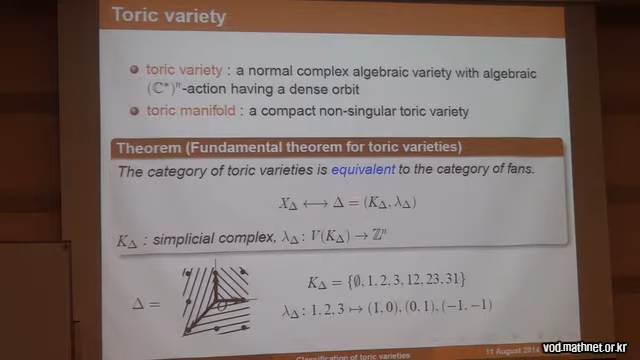 Toric variety
toric variety : a normal complex algebraic variety with algebraic
(ℂ*)ⁿ-action having a dense orbit
toric manifold : a compact non-singular toric variety
Theorem (Fundamental theorem for toric varieties)
The category of toric varieties is equivalent to the category of fans.
X_Δ ⟷ Δ = (K_Δ, λ_Δ)
K_Δ : simplicial complex, λ_Δ: V(K_Δ) → ℤⁿ
Δ =
K_Δ = {∅, 1, 2, 3, 12, 23, 31}
λ_Δ : 1, 2, 3 ↦ (1, 0), (0, 1), (−1, −1)
Classification of toric varieties
11 August
vod.mathnet.or.kr